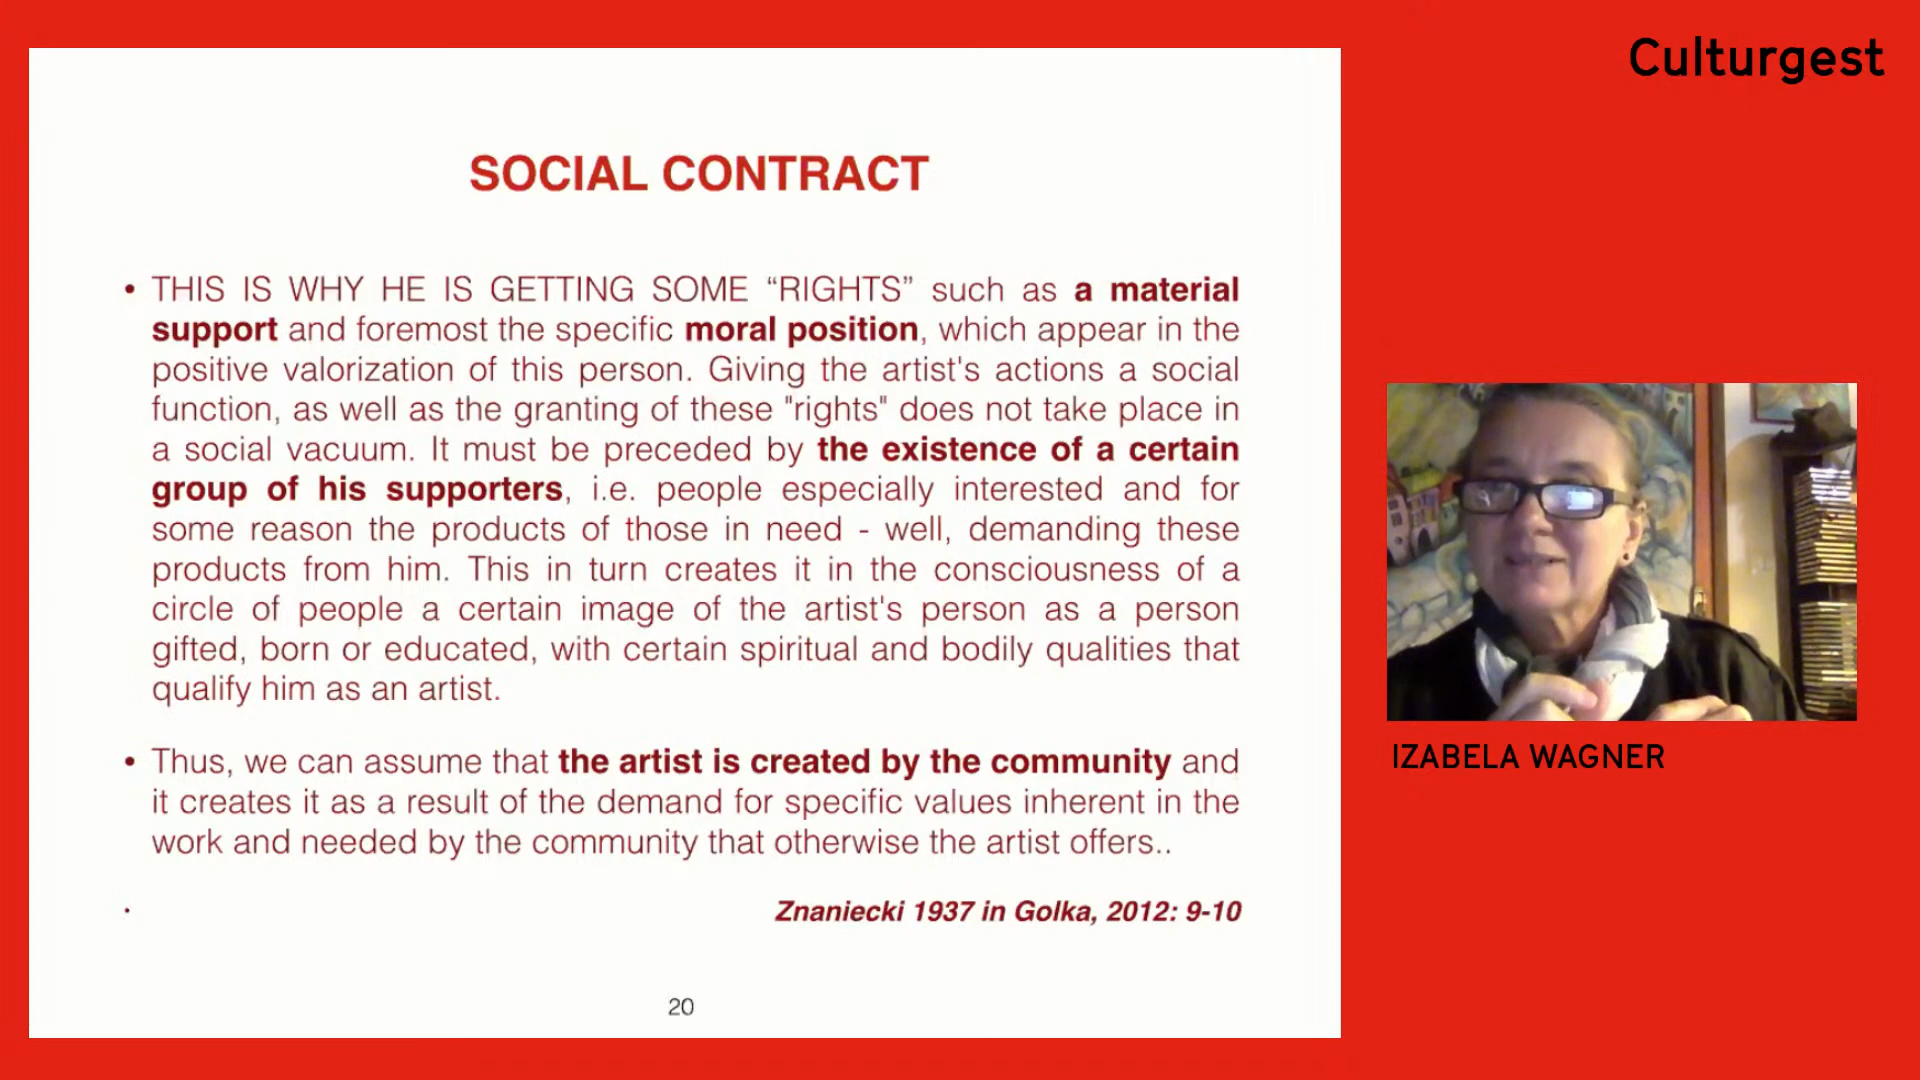 Culturgest
SOCIAL CONTRACT
• THIS IS WHY HE IS GETTING SOME “RIGHTS” such as a material
support and foremost the specific moral position, which appear in the
positive valorization of this person. Giving the artist's actions a social
function, as well as the granting of these "rights" does not take place in
a social vacuum. It must be preceded by the existence of a certain
group of his supporters, i.e. people especially interested and for
some reason the products of those in need - well, demanding these
products from him. This in turn creates it in the consciousness of a
circle of people a certain image of the artist's person as a person
gifted, born or educated, with certain spiritual and bodily qualities that
qualify him as an artist.
• Thus, we can assume that the artist is created by the community and
it creates it as a result of the demand for specific values inherent in the
work and needed by the community that otherwise the artist offers..
• Znaniecki 1937 in Golka, 2012: 9-10
20
IZABELA WAGNER